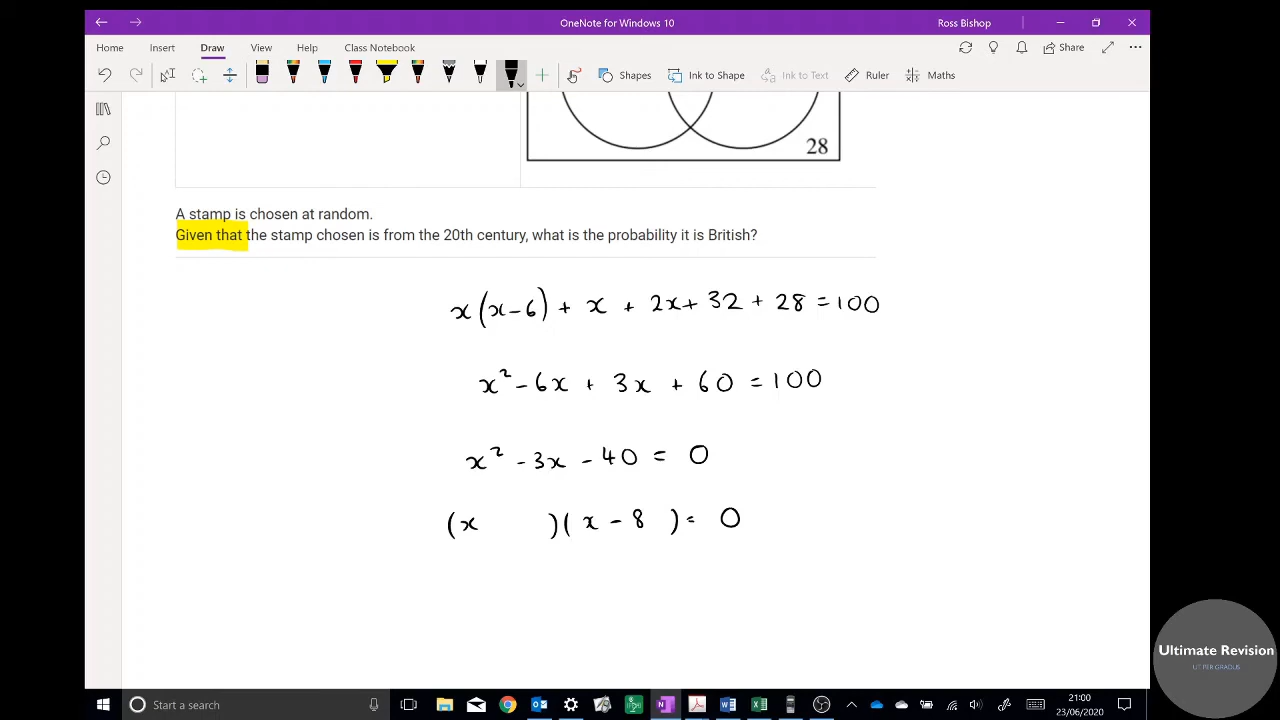 OneNote for Windows 10
Ross Bishop
Home Insert Draw View Help Class Notebook
Share
Shapes Ink to Shape Ink to Text Ruler Maths
28
A stamp is chosen at random.
Given that the stamp chosen is from the 20th century, what is the probability it is British?
x(x-6) + x + 2x + 32 + 28 = 100
x² - 6x + 3x + 60 = 100
x² - 3x - 40 = 0
(x )(x - 8 ) = 0
Ultimate Revision
UT PER GRADUS
Start a search
21:00
23/06/2020